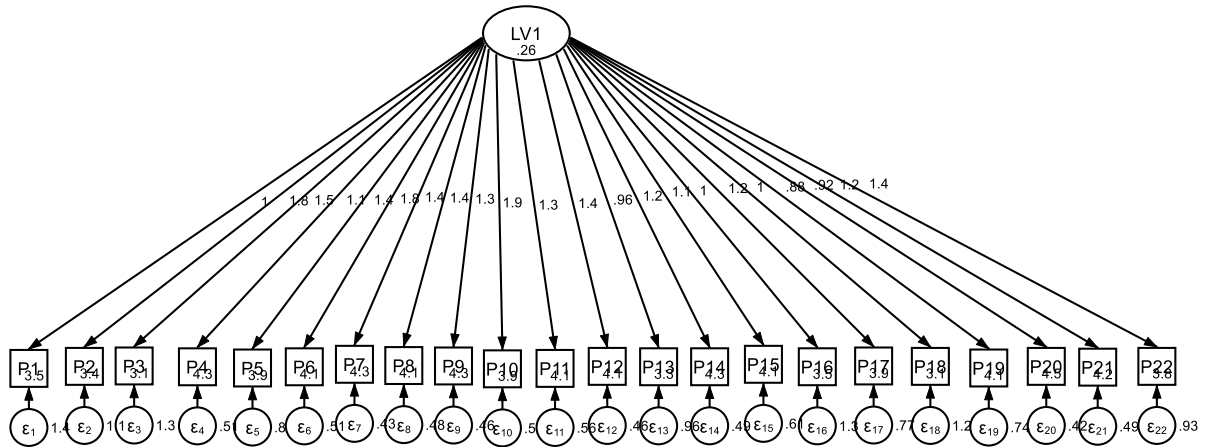 LV1
.26
1 1.8 1.5 1.1 1.4 1.8 1.4 1.4 1.3 1.9 1.3 1.4 .96 1.2 1.1 1 1.2 1 .88 .92 1.2 1.4
P1 P2 P3 P4 P5 P6 P7 P8 P9 P10 P11 P12 P13 P14 P15 P16 P17 P18 P19 P20 P21 P22
3.5 3.4 3.1 4.3 3.9 4.1 4.3 4.1 4.3 3.9 4.1 4.1 3.3 4.3 4.1 3.9 3.1 4.1 4.5 4.2 3.8
ε1 1.4 ε2 1.1 ε3 1.3 ε4 .51 ε5 .8 ε6 .51 ε7 .43 ε8 .48 ε9 .46 ε10 .5 ε11 .56 ε12 .46 ε13 .96 ε14 .49 ε15 .61 ε16 1.3 ε17 .77 ε18 1.2 ε19 .74 ε20 .42 ε21 .49 ε22 .93